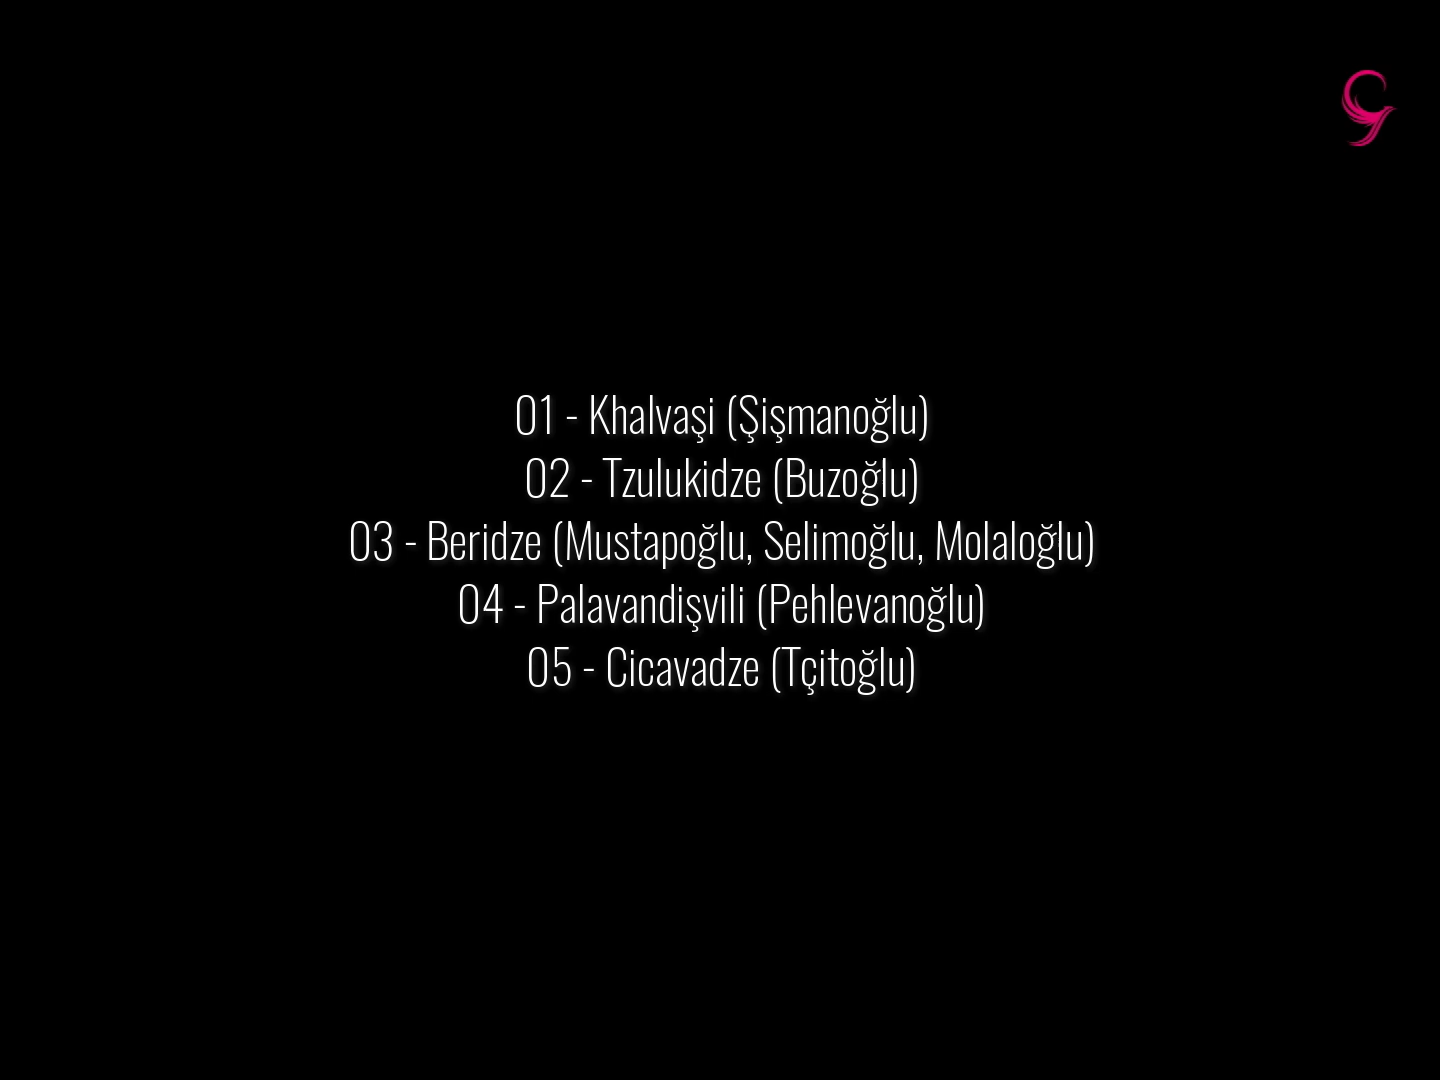 01 - Khalvaşi (Şişmanoğlu)
02 - Tzulukidze (Buzoğlu)
03 - Beridze (Mustapoğlu, Selimoğlu, Molaloğlu)
04 - Palavandişvili (Pehlevanoğlu)
05 - Cicavadze (Tçitoğlu)